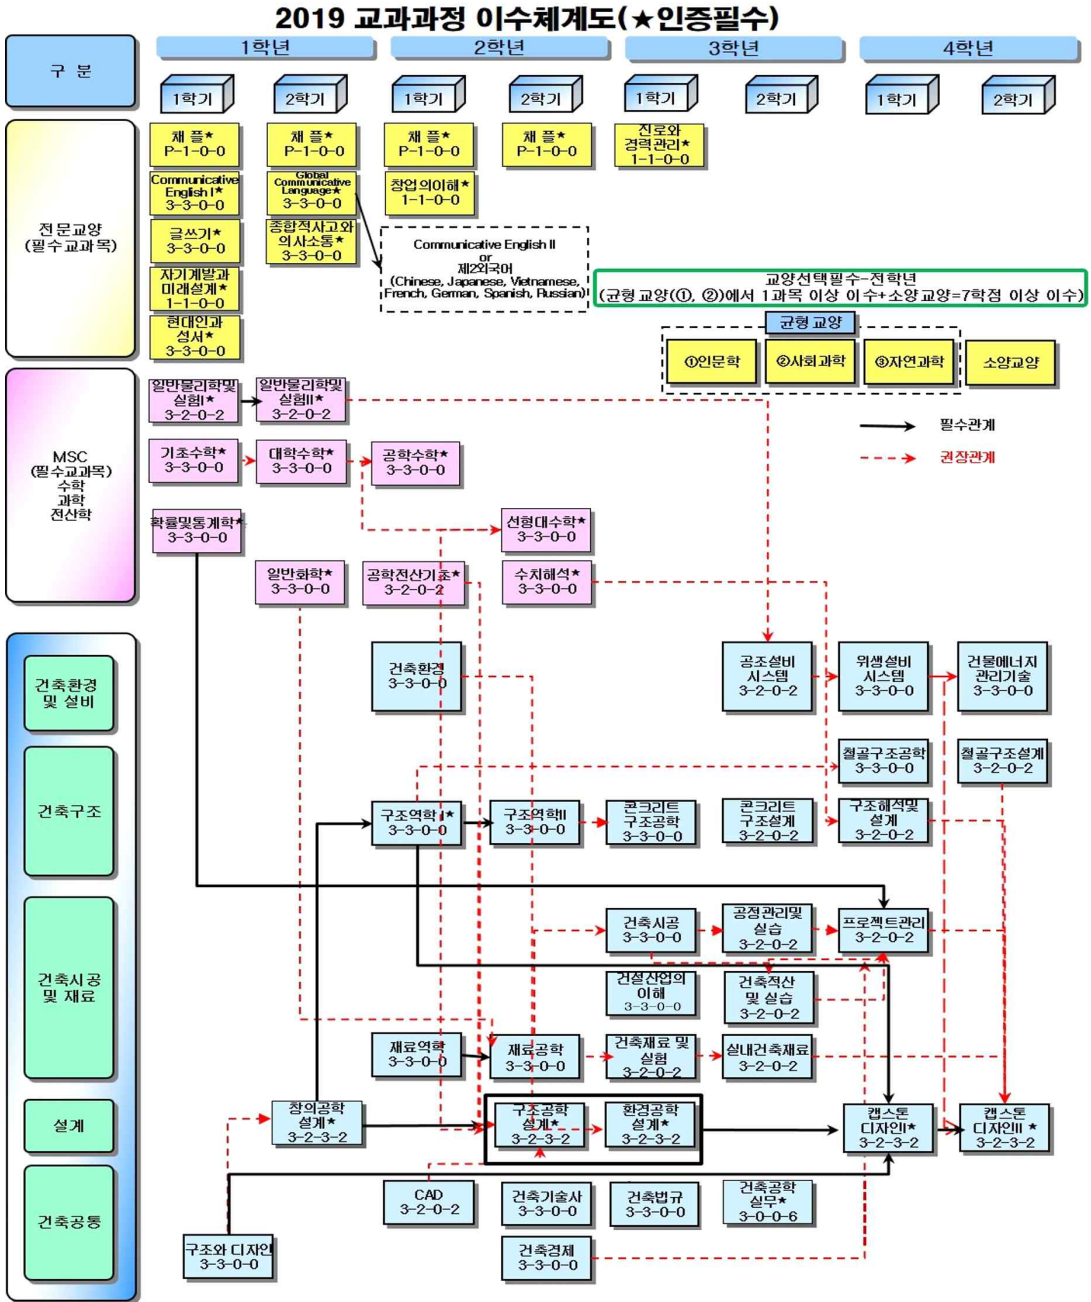 2019 교과과정 이수체계도(★인증필수)
구 분
1학년
2학년
3학년
4학년
1학기
2학기
1학기
2학기
1학기
2학기
1학기
2학기
전문교양
(필수교과목)
채 플★
P-1-0-0
채 플★
P-1-0-0
채 플★
P-1-0-0
채 플★
P-1-0-0
진로와
경력관리★
1-1-0-0
Communicative
English I★
3-3-0-0
Global
Communicative
Language★
3-3-0-0
창업의이해★
1-1-0-0
글쓰기★
3-3-0-0
종합적사고와
의사소통★
3-3-0-0
Communicative English II
or
제2외국어
(Chinese, Japanese, Vietnamese,
French, German, Spanish, Russian)
자기계발과
미래설계★
1-1-0-0
현대인과
성서★
3-3-0-0
교양선택필수-전학년
(균형교양(①, ②)에서 1과목 이상 이수+소양교양=7학점 이상 이수)
균형교양
①인문학
②사회과학
③자연과학
소양교양
필수관계
권장관계
MSC
(필수교과목)
수학
과학
전산학
일반물리학및
실험I★
3-2-0-2
일반물리학및
실험II★
3-2-0-2
기초수학★
3-3-0-0
대학수학★
3-3-0-0
공학수학★
3-3-0-0
확률및통계학★
3-3-0-0
선형대수학★
3-3-0-0
일반화학★
3-3-0-0
공학전산기초★
3-2-0-2
수치해석★
3-3-0-0
건축환경
및 설비
건축환경
3-3-0-0
공조설비
시스템
3-2-0-2
위생설비
시스템
3-3-0-0
건물에너지
관리기술
3-3-0-0
건축구조
철골구조공학
3-3-0-0
철골구조설계
3-2-0-2
구조역학 I★
3-3-0-0
구조역학II
3-3-0-0
콘크리트
구조공학
3-3-0-0
콘크리트
구조설계
3-2-0-2
구조해석및
설계
3-2-0-2
건축시공
및 재료
건축시공
3-3-0-0
공정관리및
실습
3-2-0-2
프로젝트관리
3-2-0-2
건설산업의
이해
3-3-0-0
건축적산
및 실습
3-2-0-2
재료역학
3-3-0-0
재료공학
3-3-0-0
건축재료 및
실험
3-2-0-2
실내건축재료
3-2-0-2
설계
창의공학
설계★
3-2-3-2
구조공학
설계★
3-2-3-2
환경공학
설계★
3-2-3-2
캡스톤
디자인I★
3-2-3-2
캡스톤
디자인II ★
3-2-3-2
건축공통
CAD
3-2-0-2
건축기술사
3-3-0-0
건축법규
3-3-0-0
건축공학
실무★
3-0-0-6
구조와 디자인
3-3-0-0
건축경제
3-3-0-0